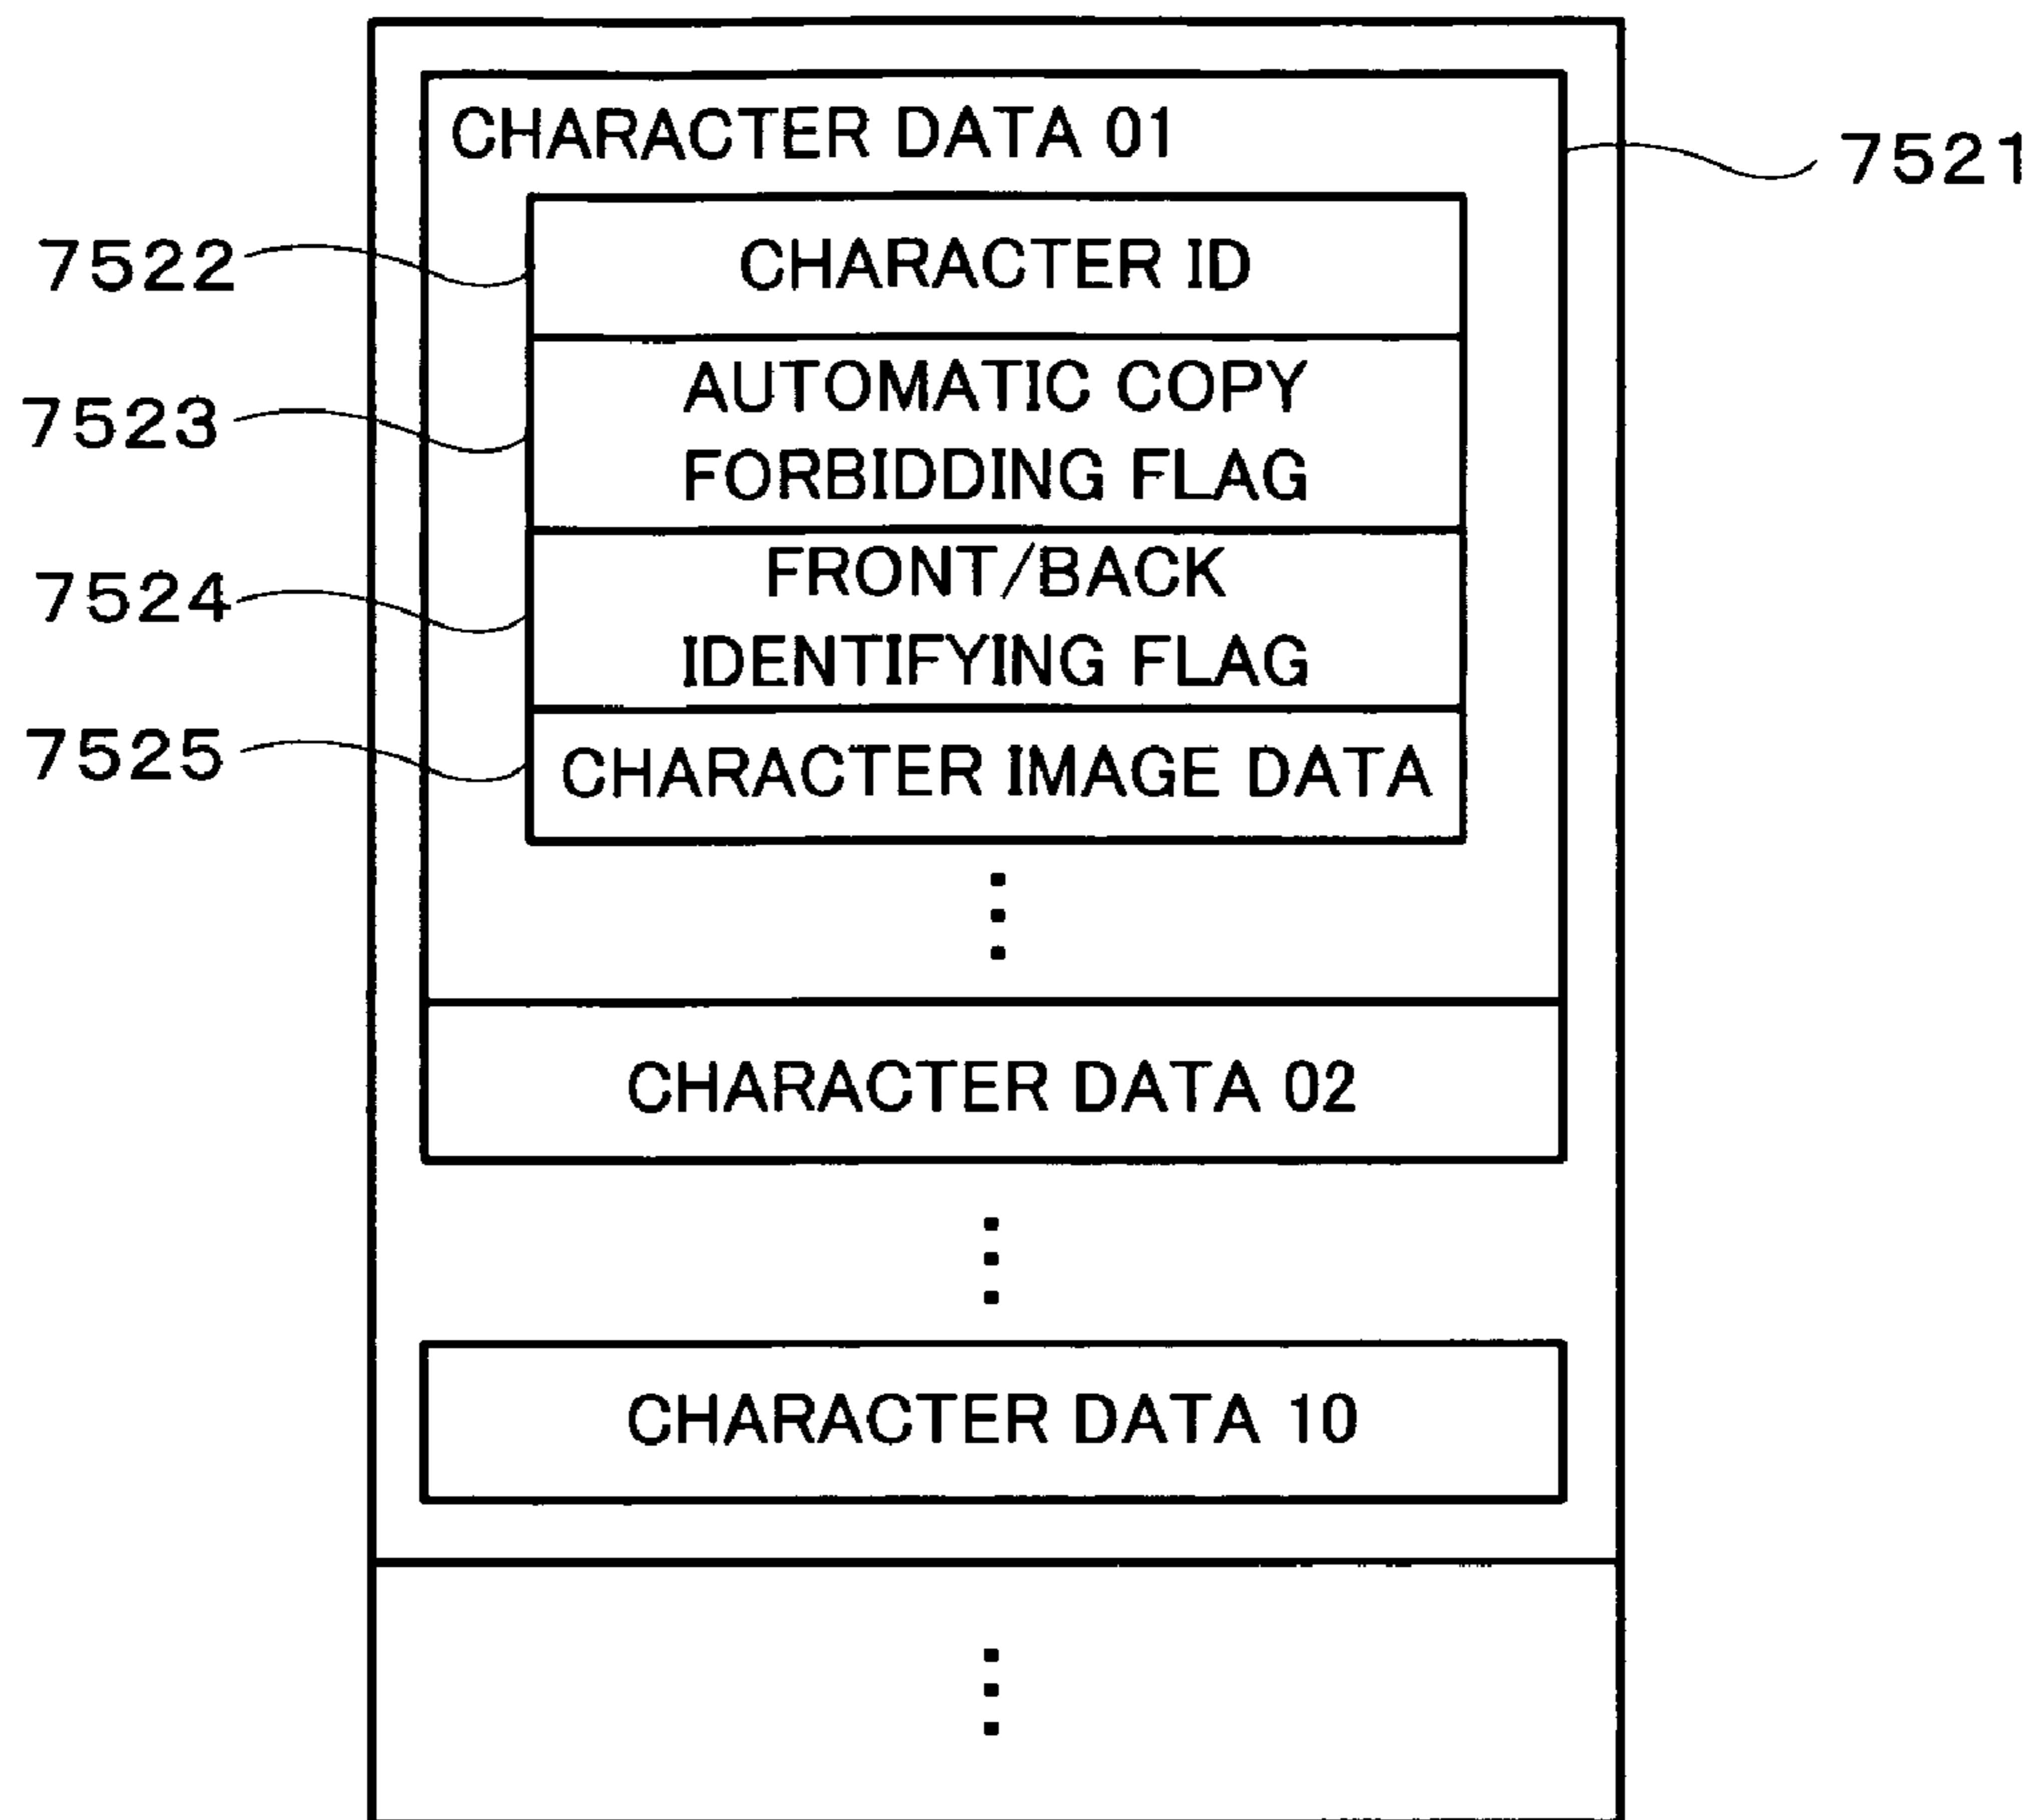 CHARACTER DATA 01
7521
7522
CHARACTER ID
7523
AUTOMATIC COPY
FORBIDDING FLAG
7524
FRONT/BACK
IDENTIFYING FLAG
7525
CHARACTER IMAGE DATA
CHARACTER DATA 02
CHARACTER DATA 10